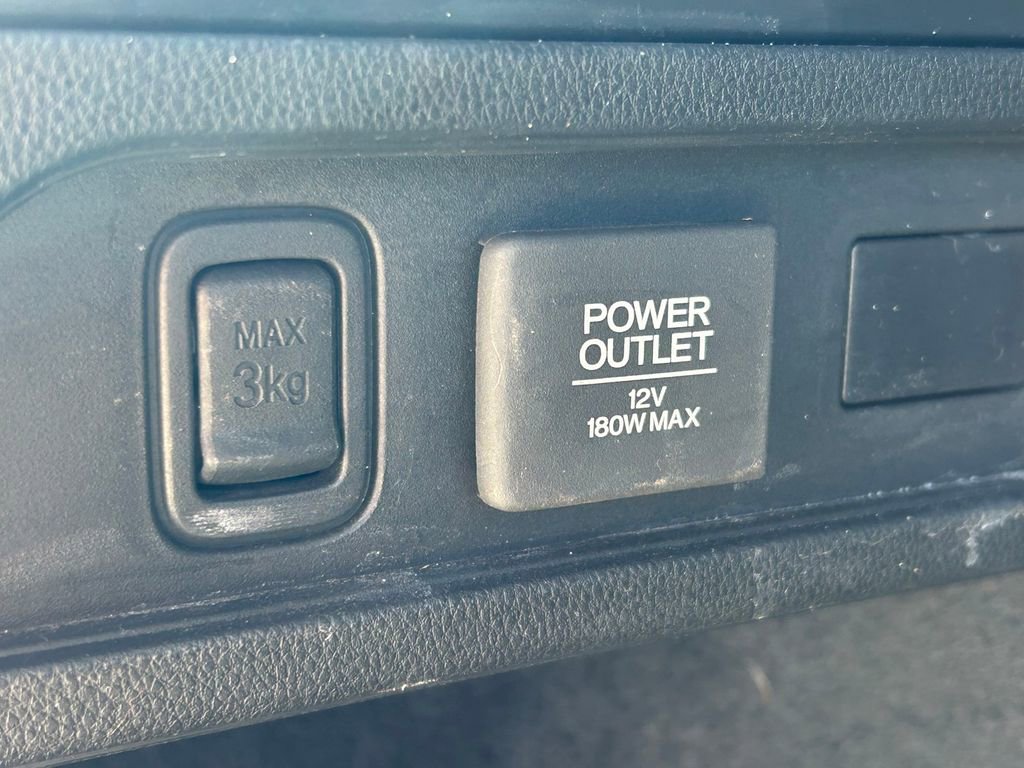 MAX
3kg
POWER
OUTLET
12V
180W MAX